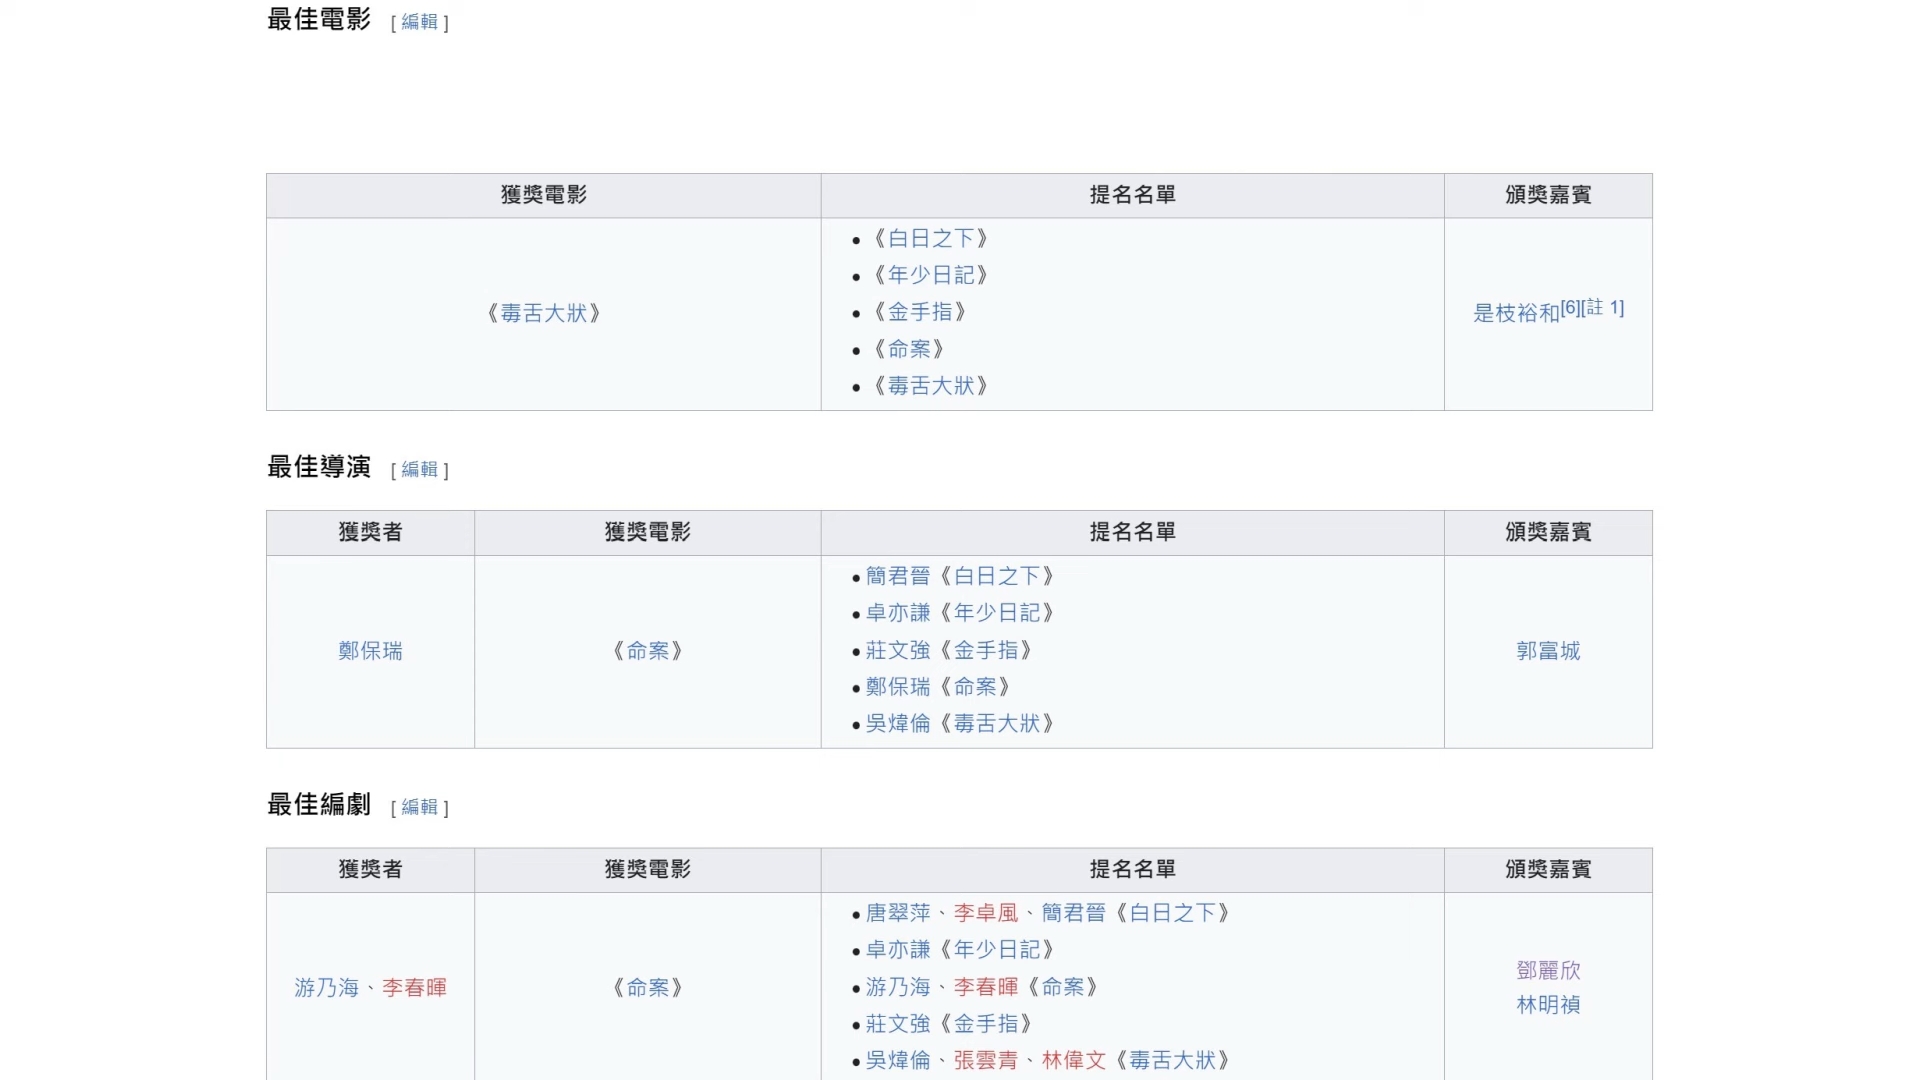 最佳電影 [ 編輯 ]
獲獎電影 提名名單 頒獎嘉賓
《毒舌大狀》
•《白日之下》
•《年少日記》
•《金手指》
•《命案》
•《毒舌大狀》
是枝裕和[6][註 1]
最佳導演 [ 編輯 ]
獲獎者 獲獎電影 提名名單 頒獎嘉賓
鄭保瑞
《命案》
•簡君晉《白日之下》
•卓亦謙《年少日記》
•莊文強《金手指》
•鄭保瑞《命案》
•吳煒倫《毒舌大狀》
郭富城
最佳編劇 [ 編輯 ]
獲獎者 獲獎電影 提名名單 頒獎嘉賓
游乃海、李春暉
《命案》
•唐翠萍、李卓風、簡君晉《白日之下》
•卓亦謙《年少日記》
•游乃海、李春暉《命案》
•莊文強《金手指》
•吳煒倫、張雲青、林偉文《毒舌大狀》
鄧麗欣
林明禎